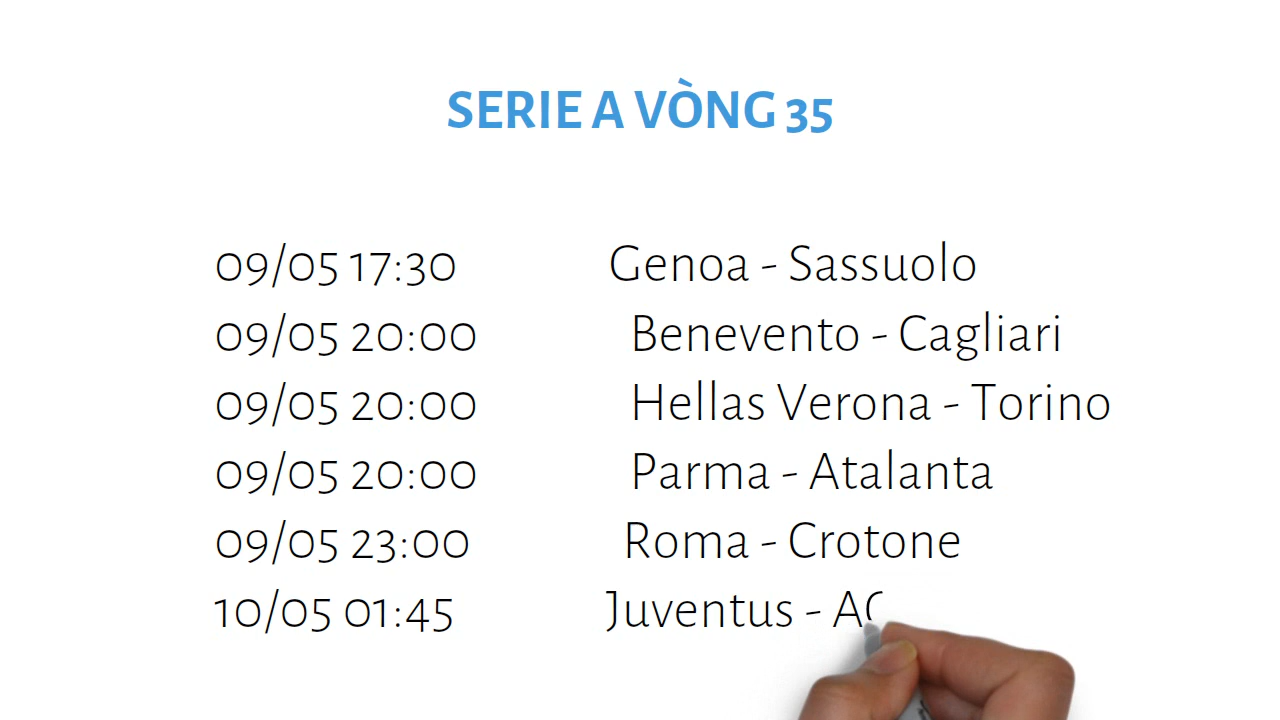 SERIE A VÒNG 35
09/05 17:30 Genoa - Sassuolo
09/05 20:00 Benevento - Cagliari
09/05 20:00 Hellas Verona - Torino
09/05 20:00 Parma - Atalanta
09/05 23:00 Roma - Crotone
10/05 01:45 Juventus -